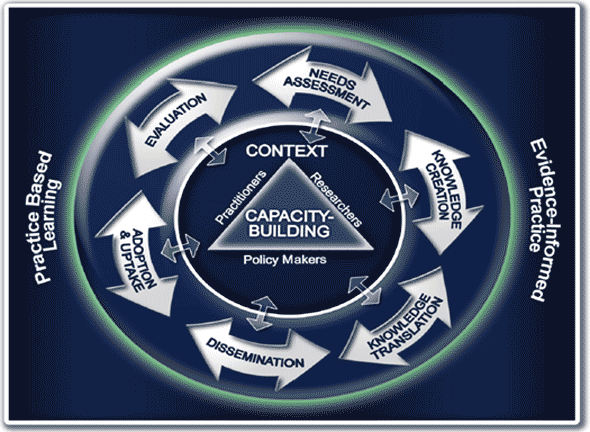 NEEDS
ASSESSMENT
EVALUATION
CONTEXT
Practitioners
Researchers
CAPACITY-
BUILDING
Policy Makers
KNOWLEDGE
CREATION
ADOPTION
& UPTAKE
KNOWLEDGE
TRANSLATION
DISSEMINATION
Practice Based
Learning
Evidence-Informed
Practice